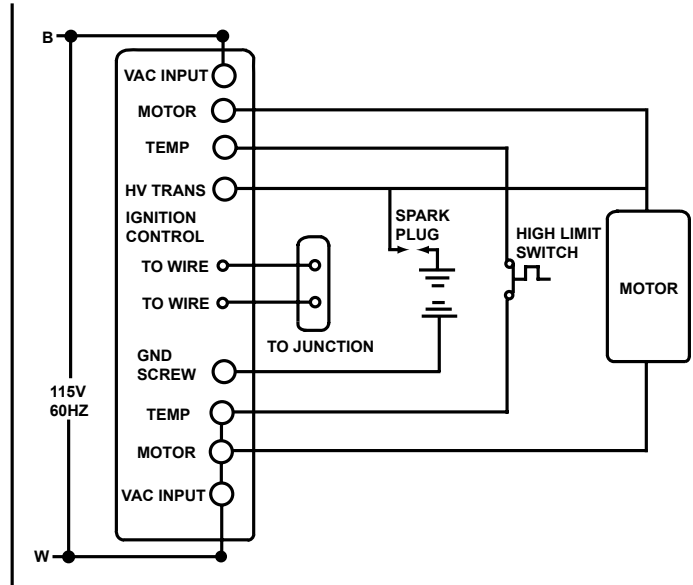 B
VAC INPUT
MOTOR
TEMP
HV TRANS
IGNITION
CONTROL
SPARK
PLUG
HIGH LIMIT
SWITCH
MOTOR
TO WIRE
TO WIRE
TO JUNCTION
GND
SCREW
115V
60HZ
TEMP
MOTOR
VAC INPUT
W